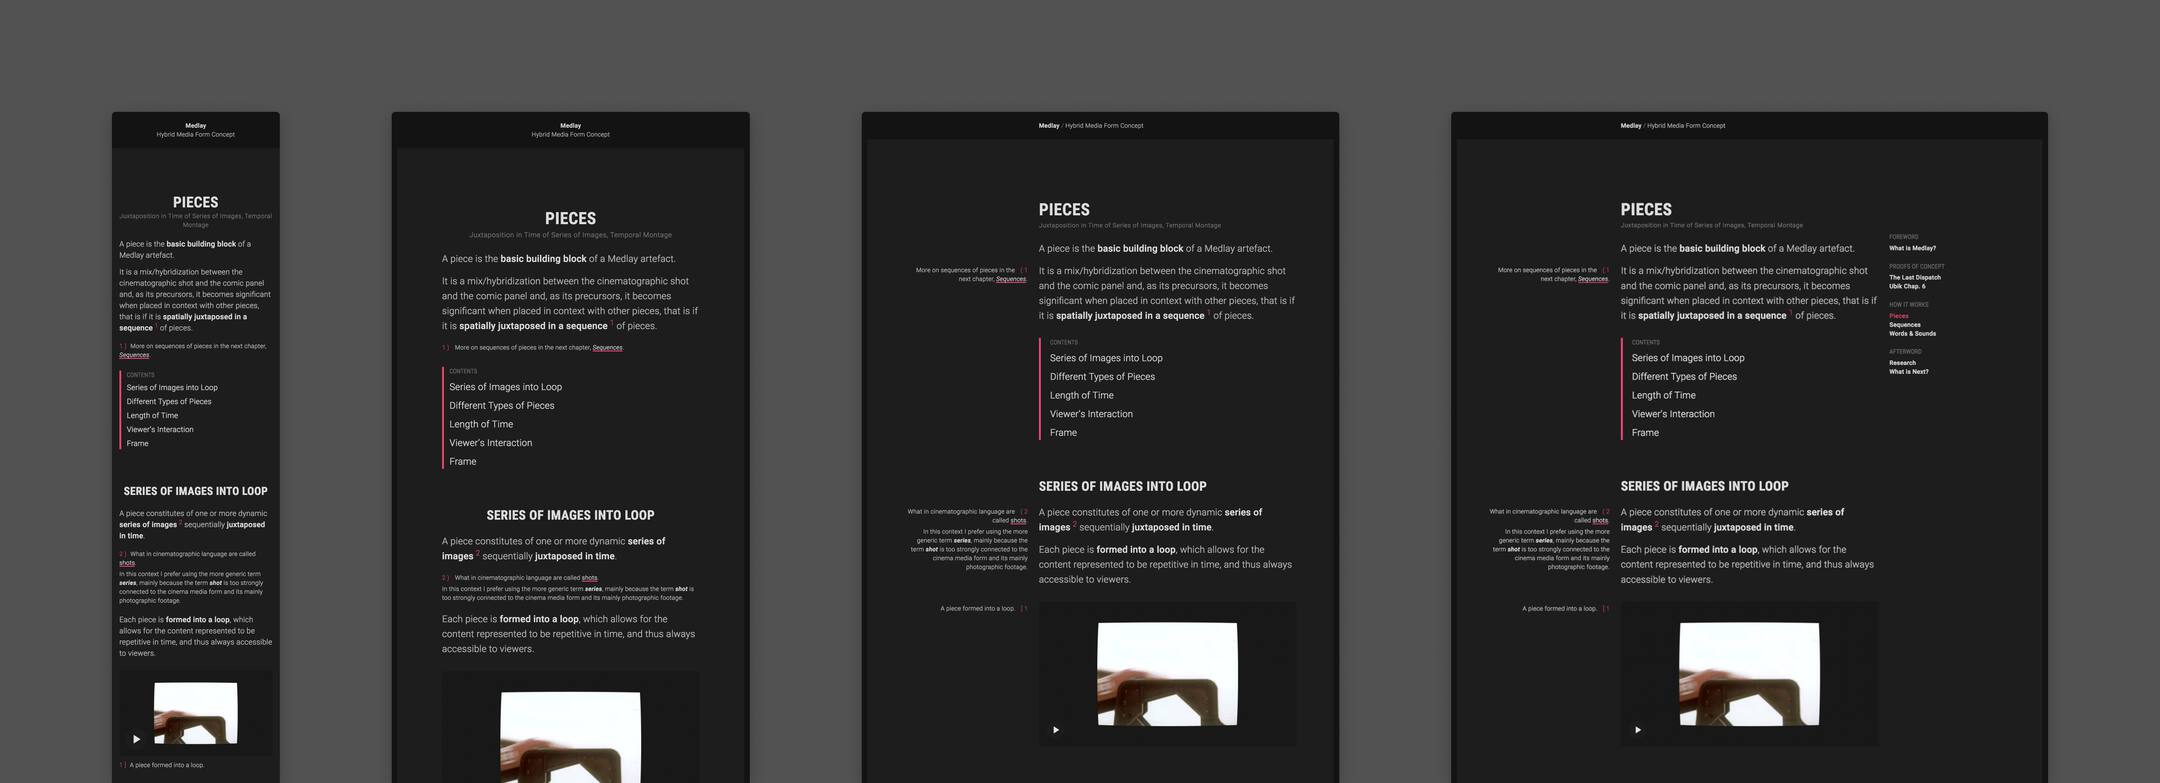 Medlay
Hybrid Media Form Concept
PIECES
Juxtaposition in Time of Series of Images, Temporal
Montage
A piece is the basic building block of a
Medlay artefact.
It is a mix/hybridization between the
cinematographic shot and the comic panel
and, as its precursors, it becomes significant
when placed in context with other pieces,
that is if it is spatially juxtaposed in a
sequence 1 of pieces.
1 ) More on sequences of pieces in the next chapter,
Sequences.
CONTENTS
Series of Images into Loop
Different Types of Pieces
Length of Time
Viewer's Interaction
Frame
SERIES OF IMAGES INTO LOOP
A piece constitutes of one or more dynamic
series of images 2 sequentially juxtaposed
in time.
2 ) What in cinematographic language are called
shots.
In this context I prefer using the more generic term
series, mainly because the term shot is too strongly
connected to the cinema media form and its mainly
photographic footage.
Each piece is formed into a loop, which
allows for the content represented to be
repetitive in time, and thus always accessible
to viewers.
1 ] A piece formed into a loop.
Medlay
Hybrid Media Form Concept
PIECES
Juxtaposition in Time of Series of Images, Temporal Montage
A piece is the basic building block of a Medlay artefact.
It is a mix/hybridization between the cinematographic shot
and the comic panel and, as its precursors, it becomes
significant when placed in context with other pieces, that is if
it is spatially juxtaposed in a sequence 1 of pieces.
1 ) More on sequences of pieces in the next chapter, Sequences.
CONTENTS
Series of Images into Loop
Different Types of Pieces
Length of Time
Viewer's Interaction
Frame
SERIES OF IMAGES INTO LOOP
A piece constitutes of one or more dynamic series of
images 2 sequentially juxtaposed in time.
2 ) What in cinematographic language are called shots.
In this context I prefer using the more generic term series, mainly because the term shot is
too strongly connected to the cinema media form and its mainly photographic footage.
Each piece is formed into a loop, which allows for the
content represented to be repetitive in time, and thus always
accessible to viewers.
Medlay / Hybrid Media Form Concept
PIECES
Juxtaposition in Time of Series of Images, Temporal Montage
A piece is the basic building block of a Medlay artefact.
More on sequences of pieces in the ( 1
next chapter, Sequences.
It is a mix/hybridization between the cinematographic shot
and the comic panel and, as its precursors, it becomes
significant when placed in context with other pieces, that is if
it is spatially juxtaposed in a sequence 1 of pieces.
CONTENTS
Series of Images into Loop
Different Types of Pieces
Length of Time
Viewer's Interaction
Frame
SERIES OF IMAGES INTO LOOP
What in cinematographic language are ( 2
called shots.
In this context I prefer using the more
generic term series, mainly because the
term shot is too strongly connected to the
cinema media form and its mainly
photographic footage.
A piece constitutes of one or more dynamic series of
images 2 sequentially juxtaposed in time.
Each piece is formed into a loop, which allows for the
content represented to be repetitive in time, and thus always
accessible to viewers.
A piece formed into a loop. [ 1
Medlay / Hybrid Media Form Concept
PIECES
Juxtaposition in Time of Series of Images, Temporal Montage
A piece is the basic building block of a Medlay artefact.
More on sequences of pieces in the ( 1
next chapter, Sequences.
It is a mix/hybridization between the cinematographic shot
and the comic panel and, as its precursors, it becomes
significant when placed in context with other pieces, that is if
it is spatially juxtaposed in a sequence 1 of pieces.
CONTENTS
Series of Images into Loop
Different Types of Pieces
Length of Time
Viewer's Interaction
Frame
SERIES OF IMAGES INTO LOOP
What in cinematographic language are ( 2
called shots.
In this context I prefer using the more
generic term series, mainly because the
term shot is too strongly connected to the
cinema media form and its mainly
photographic footage.
A piece constitutes of one or more dynamic series of
images 2 sequentially juxtaposed in time.
Each piece is formed into a loop, which allows for the
content represented to be repetitive in time, and thus always
accessible to viewers.
A piece formed into a loop. [ 1
FOREWORD
What is Medlay?
PROOFS OF CONCEPT
The Last Dispatch
Ubik Chap. 6
HOW IT WORKS
Pieces
Sequences
Words & Sounds
AFTERWORD
Research
What is Next?